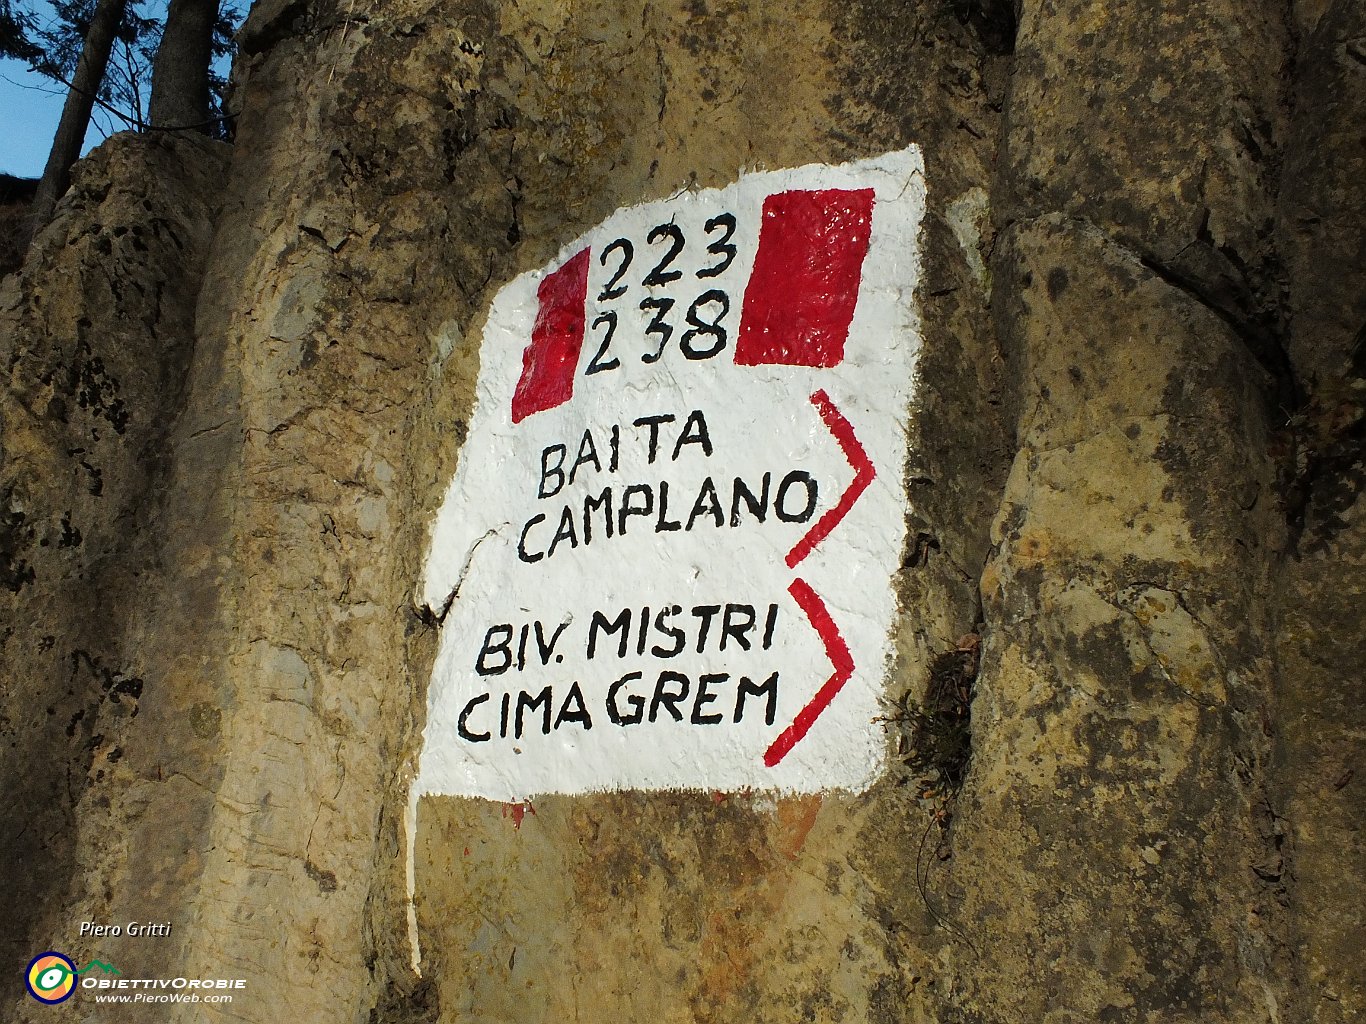 223
238
BAITA
CAMPLANO
BIV. MISTRI
CIMA GREM
Piero Gritti
OBIETTIVOROBIE
www.PieroWeb.com